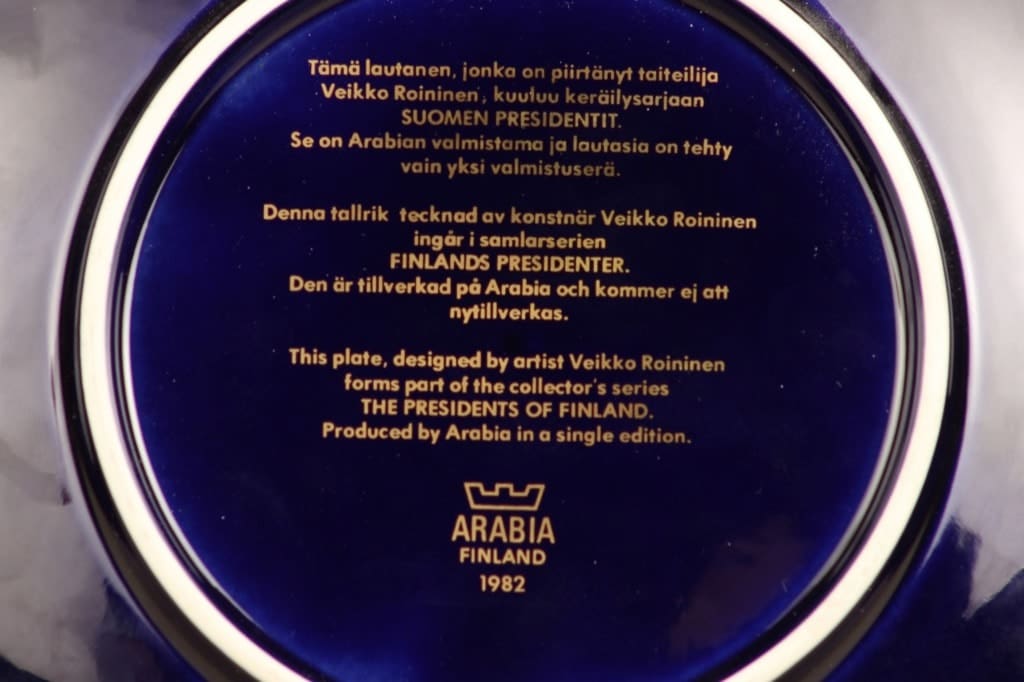 Tämä lautanen, jonka on piirtänyt taiteilija
Veikko Roininen, kuuluu keräilysarjaan
SUOMEN PRESIDENTIT.
Se on Arabian valmistama ja lautasia on tehty
vain yksi valmistuserä.
Denna tallrik tecknad av konstnär Veikko Roininen
ingår i samlarserien
FINLANDS PRESIDENTER.
Den är tillverkad på Arabia och kommer ej att
nytillverkas.
This plate, designed by artist Veikko Roininen
forms part of the collector's series
THE PRESIDENTS OF FINLAND.
Produced by Arabia in a single edition.
ARABIA
FINLAND
1982